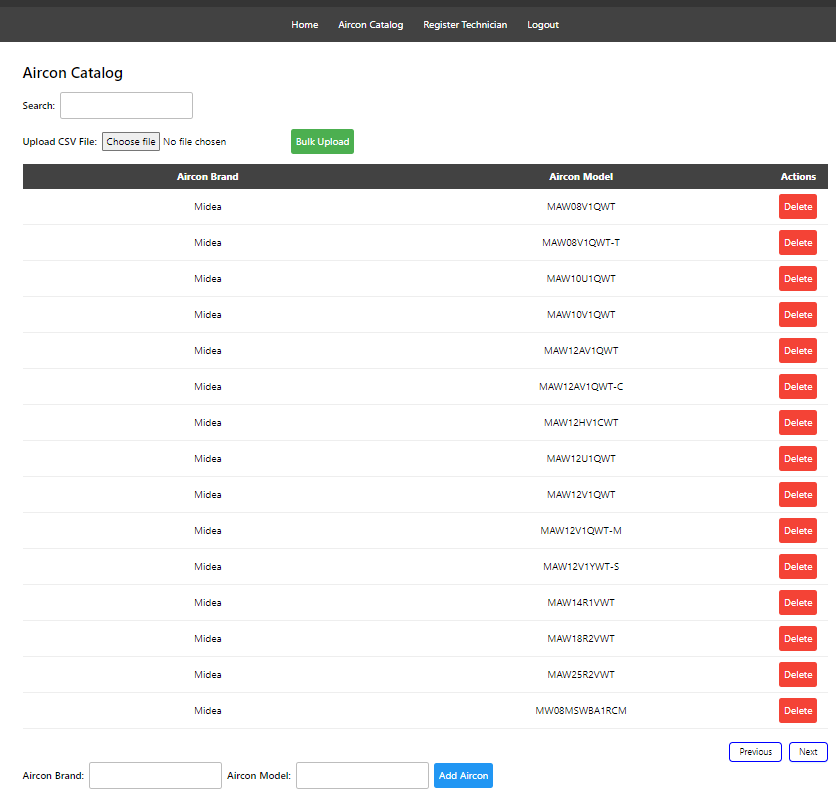 Home Aircon Catalog Register Technician Logout
Aircon Catalog
Search:
Upload CSV File: Choose file No file chosen Bulk Upload
Aircon Brand Aircon Model Actions
Midea MAW08V1QWT Delete
Midea MAW08V1QWT-T Delete
Midea MAW10U1QWT Delete
Midea MAW10V1QWT Delete
Midea MAW12AV1QWT Delete
Midea MAW12AV1QWT-C Delete
Midea MAW12HV1CWT Delete
Midea MAW12U1QWT Delete
Midea MAW12V1QWT Delete
Midea MAW12V1QWT-M Delete
Midea MAW12V1YWT-S Delete
Midea MAW14R1VWT Delete
Midea MAW18R2VWT Delete
Midea MAW25R2VWT Delete
Midea MW08MSWBA1RCM Delete
Previous Next
Aircon Brand: Aircon Model: Add Aircon